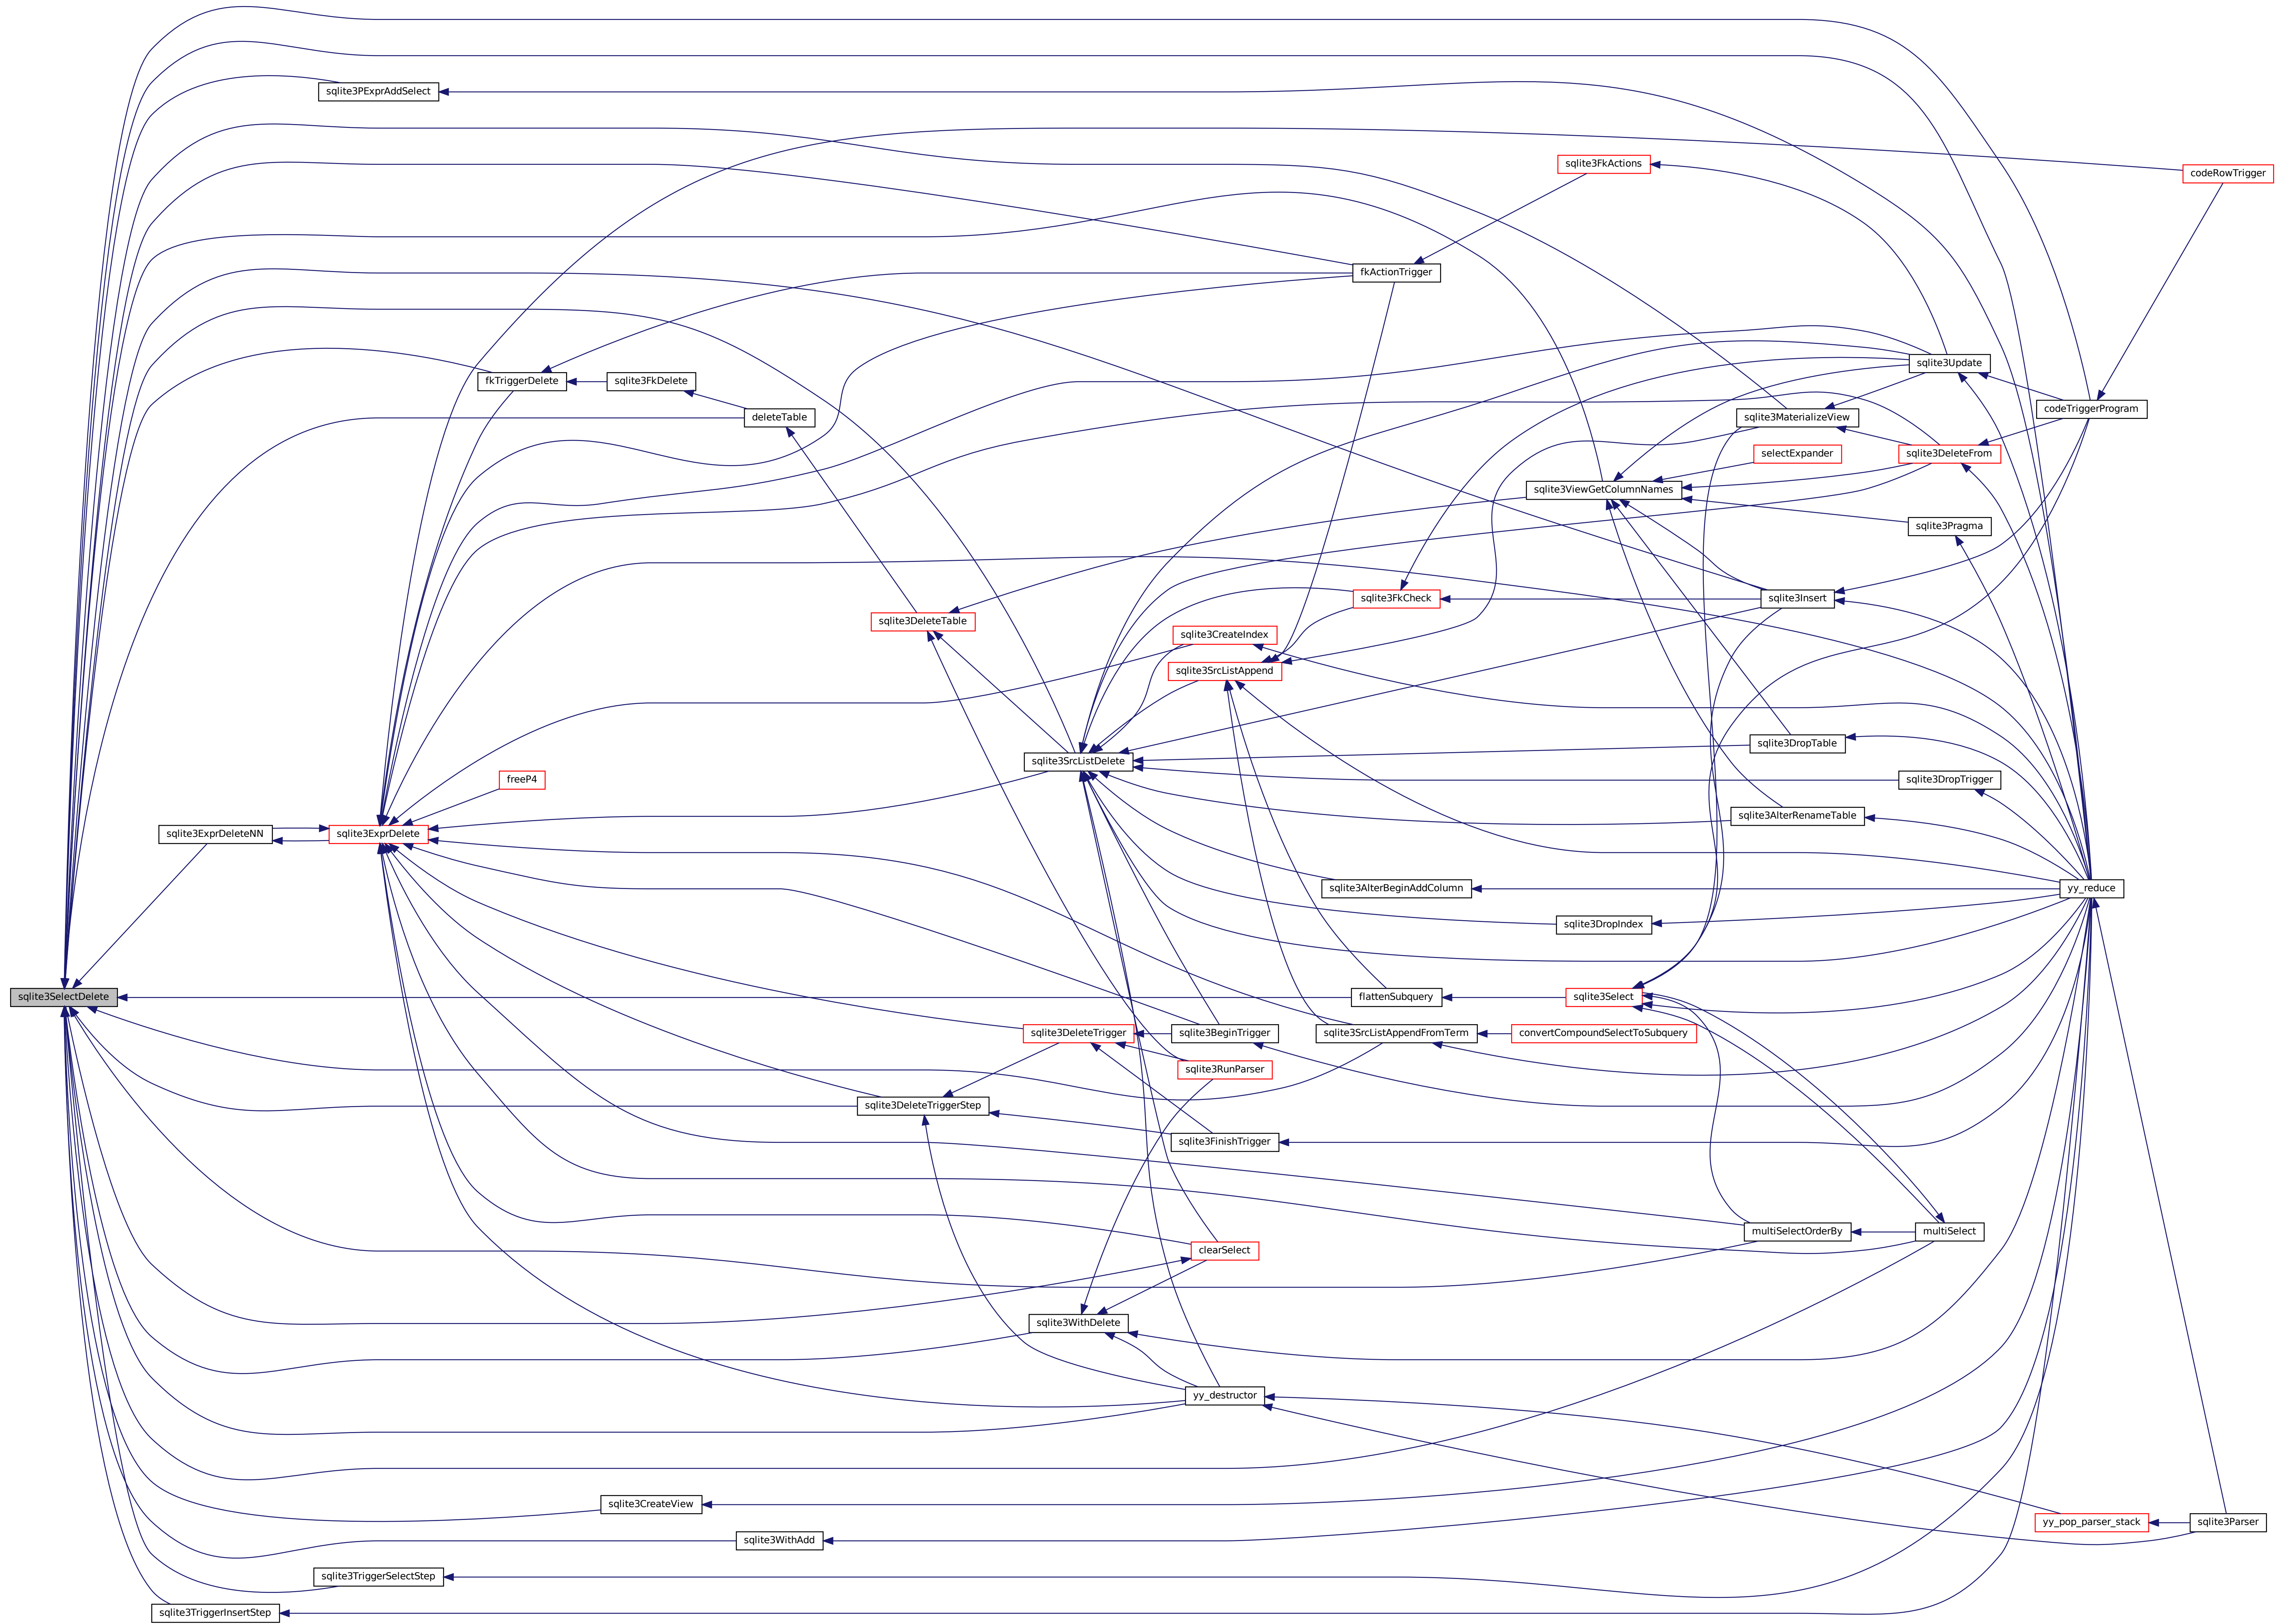 sqlite3PExprAddSelect
sqlite3FkActions
codeRowTrigger
fkActionTrigger
sqlite3Update
fkTriggerDelete
sqlite3FkDelete
deleteTable
sqlite3MaterializeView
codeTriggerProgram
selectExpander
sqlite3DeleteFrom
sqlite3ViewGetColumnNames
sqlite3Pragma
sqlite3FkCheck
sqlite3Insert
sqlite3DeleteTable
sqlite3CreateIndex
sqlite3SrcListAppend
sqlite3SrcListDelete
sqlite3DropTable
freeP4
sqlite3DropTrigger
sqlite3AlterRenameTable
sqlite3ExprDeleteNN
sqlite3ExprDelete
sqlite3AlterBeginAddColumn
yy_reduce
sqlite3DropIndex
sqlite3SelectDelete
flattenSubquery
sqlite3Select
sqlite3DeleteTrigger
sqlite3BeginTrigger
sqlite3SrcListAppendFromTerm
convertCompoundSelectToSubquery
sqlite3RunParser
sqlite3DeleteTriggerStep
sqlite3FinishTrigger
multiSelectOrderBy
multiSelect
clearSelect
sqlite3WithDelete
yy_destructor
sqlite3CreateView
yy_pop_parser_stack
sqlite3Parser
sqlite3WithAdd
sqlite3TriggerSelectStep
sqlite3TriggerInsertStep